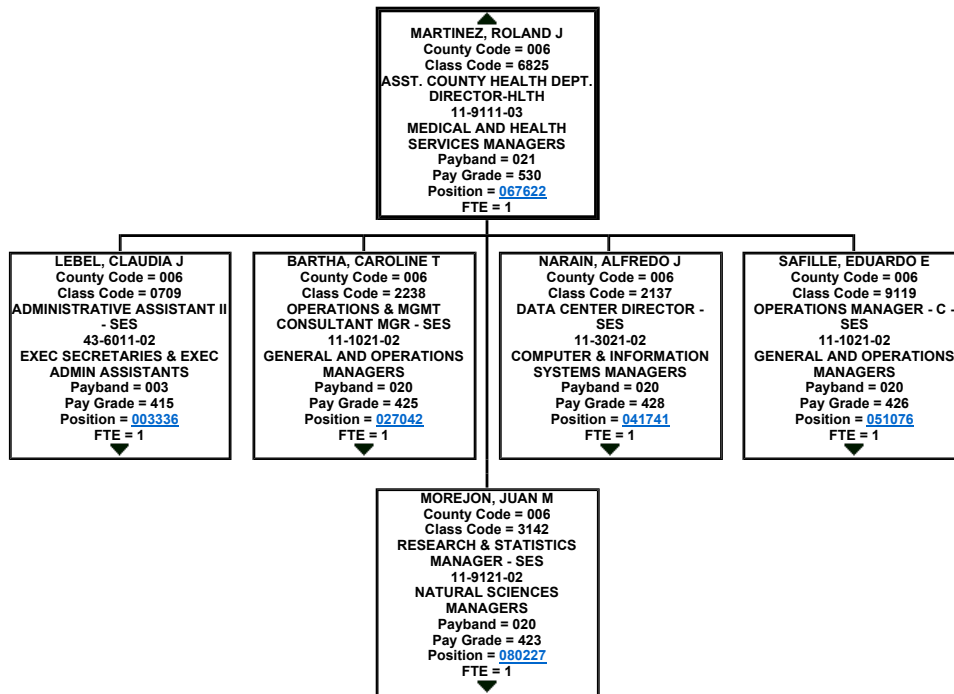 MARTINEZ, ROLAND J
County Code = 006
Class Code = 6825
ASST. COUNTY HEALTH DEPT.
DIRECTOR-HLTH
11-9111-03
MEDICAL AND HEALTH
SERVICES MANAGERS
Payband = 021
Pay Grade = 530
Position = 067622
FTE = 1
LEBEL, CLAUDIA J
County Code = 006
Class Code = 0709
ADMINISTRATIVE ASSISTANT II
- SES
43-6011-02
EXEC SECRETARIES & EXEC
ADMIN ASSISTANTS
Payband = 003
Pay Grade = 415
Position = 003336
FTE = 1
BARTHA, CAROLINE T
County Code = 006
Class Code = 2238
OPERATIONS & MGMT
CONSULTANT MGR - SES
11-1021-02
GENERAL AND OPERATIONS
MANAGERS
Payband = 020
Pay Grade = 425
Position = 027042
FTE = 1
NARAIN, ALFREDO J
County Code = 006
Class Code = 2137
DATA CENTER DIRECTOR -
SES
11-3021-02
COMPUTER & INFORMATION
SYSTEMS MANAGERS
Payband = 020
Pay Grade = 428
Position = 041741
FTE = 1
SAFILLE, EDUARDO E
County Code = 006
Class Code = 9119
OPERATIONS MANAGER - C -
SES
11-1021-02
GENERAL AND OPERATIONS
MANAGERS
Payband = 020
Pay Grade = 426
Position = 051076
FTE = 1
MOREJON, JUAN M
County Code = 006
Class Code = 3142
RESEARCH & STATISTICS
MANAGER - SES
11-9121-02
NATURAL SCIENCES
MANAGERS
Payband = 020
Pay Grade = 423
Position = 080227
FTE = 1